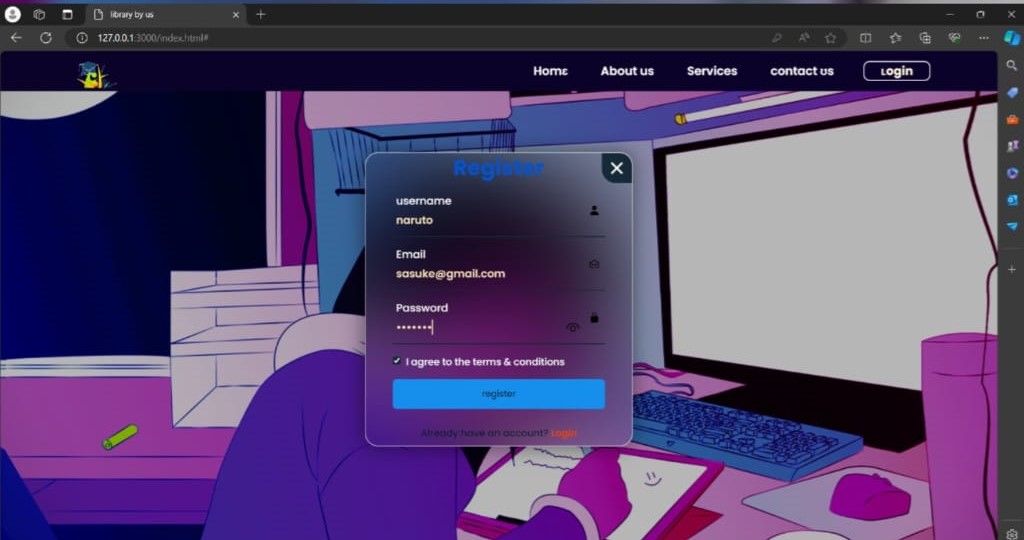 library by us
127.0.0.1:3000/index.html#
Home
About us
Services
contact us
Login
Register
username
naruto
Email
sasuke@gmail.com
Password
•••••••
I agree to the terms & conditions
register
Already have an account? Login